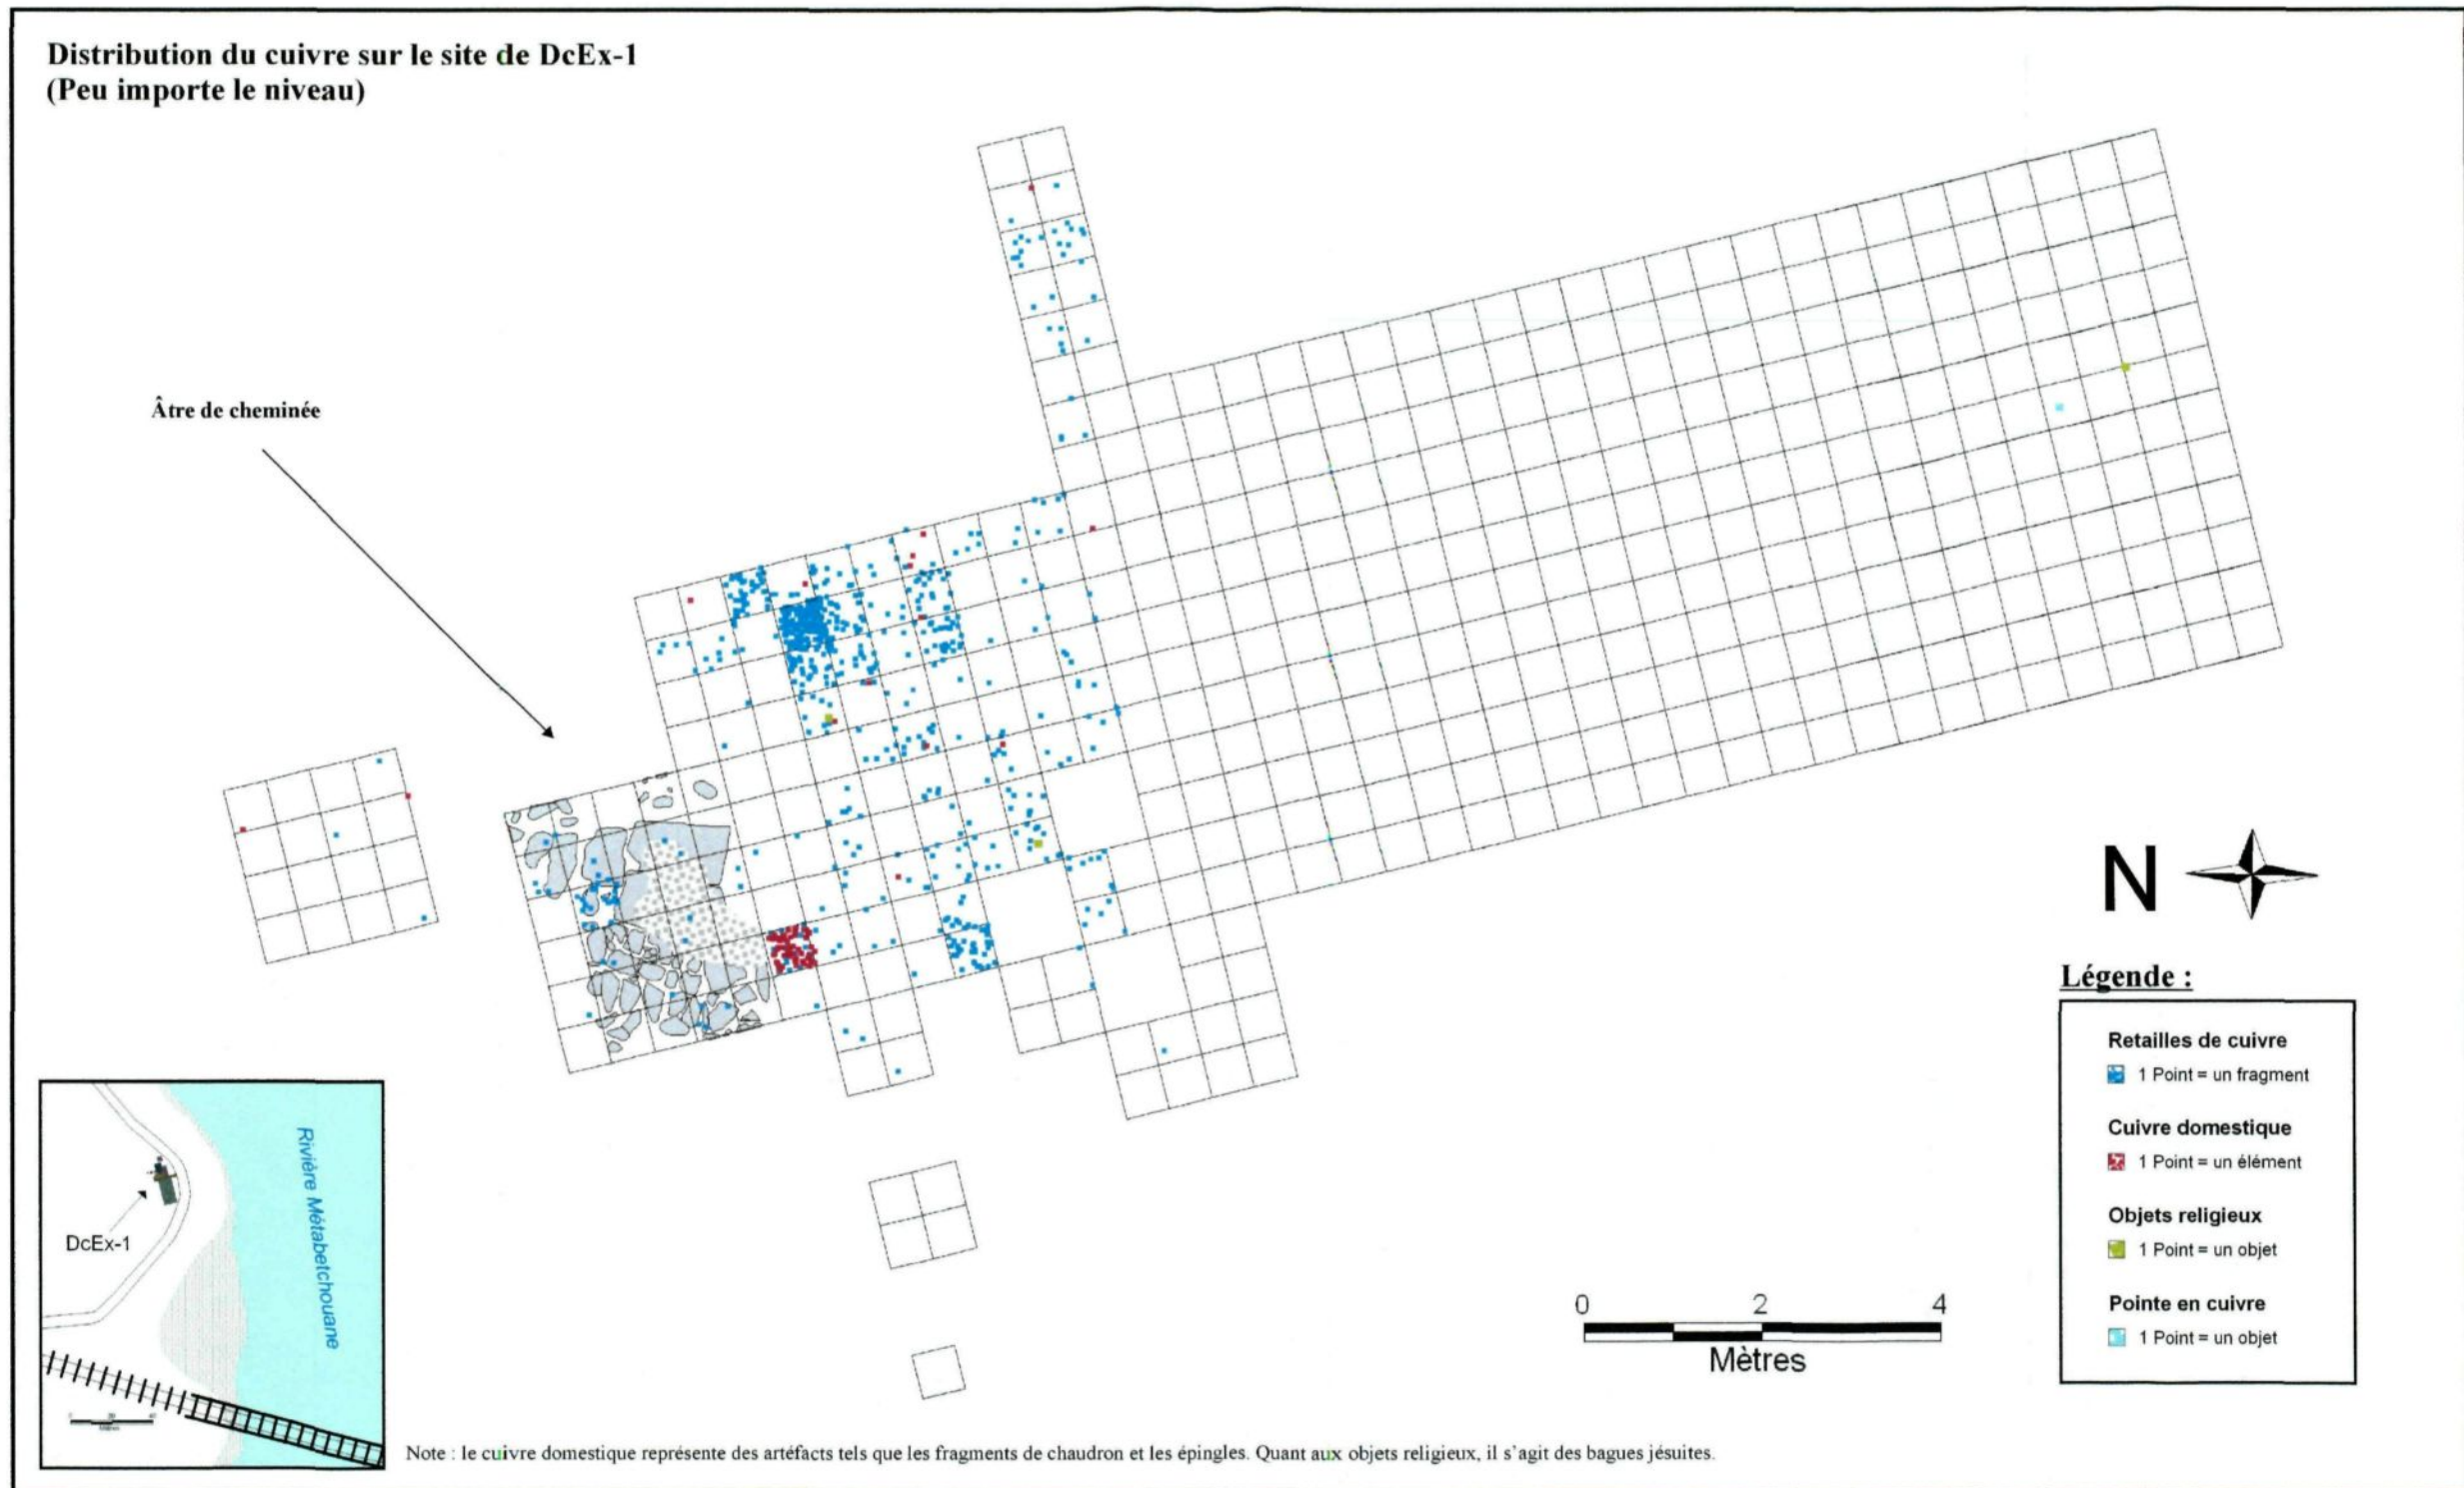 Distribution du cuivre sur le site de DcEx-1
(Peu importe le niveau)
Âtre de cheminée
N
Légende :
Retailles de cuivre
1 Point = un fragment
Cuivre domestique
1 Point = un élément
Objets religieux
1 Point = un objet
Pointe en cuivre
1 Point = un objet
0 2 4
Mètres
Rivière Métabetchouane
DcEx-1
Note : le cuivre domestique représente des artéfacts tels que les fragments de chaudron et les épingles. Quant aux objets religieux, il s'agit des bagues jésuites.